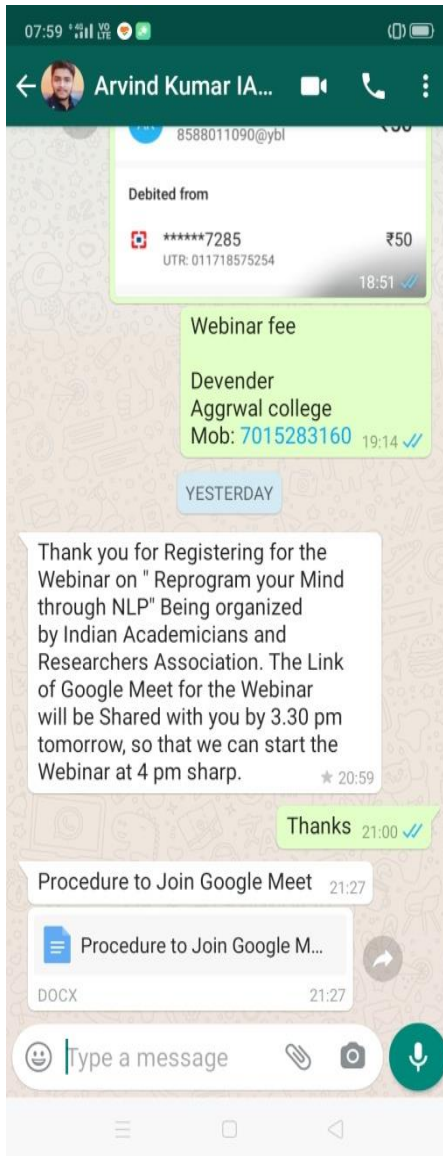 07:59
Arvind Kumar IA...
8588011090@ybl
Debited from
******7285 ₹50
UTR: 011718575254
18:51
Webinar fee
Devender
Aggrwal college
Mob: 7015283160 19:14
YESTERDAY
Thank you for Registering for the
Webinar on " Reprogram your Mind
through NLP" Being organized
by Indian Academicians and
Researchers Association. The Link
of Google Meet for the Webinar
will be Shared with you by 3.30 pm
tomorrow, so that we can start the
Webinar at 4 pm sharp. 20:59
Thanks 21:00
Procedure to Join Google Meet 21:27
Procedure to Join Google M...
DOCX 21:27
Type a message